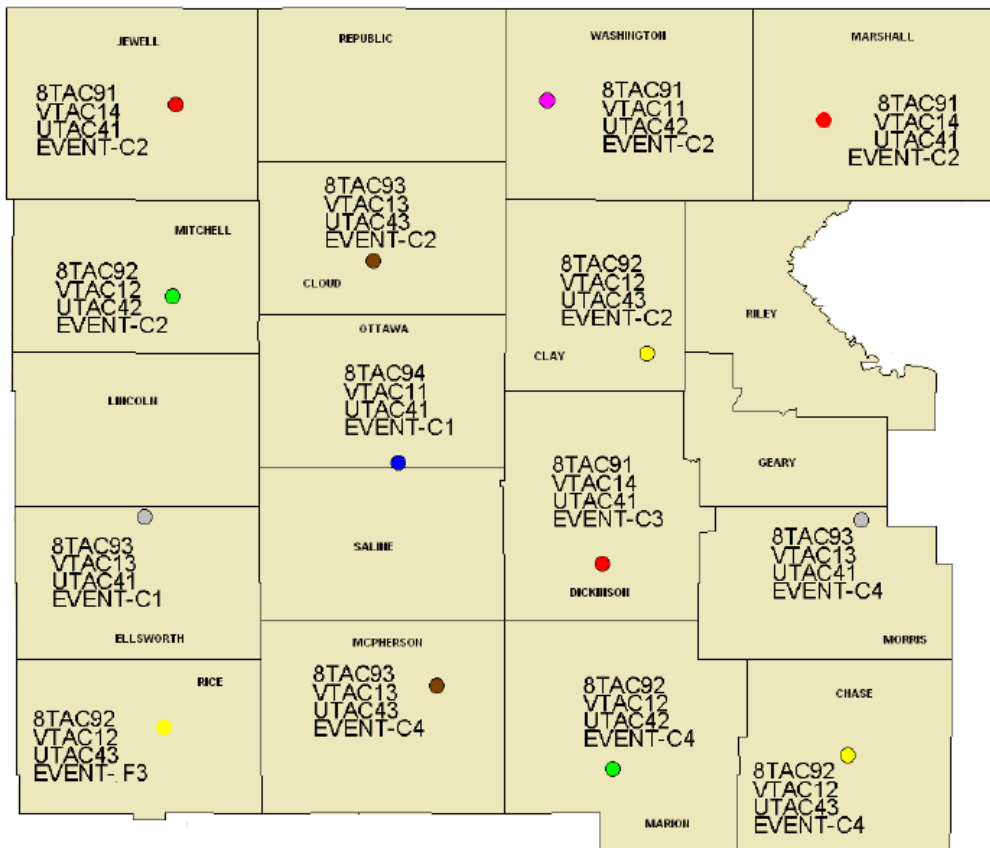 JEWELL
8TAC91
VTAC14
UTAC41
EVENT-C2
REPUBLIC
WASHINGTON
8TAC91
VTAC11
UTAC42
EVENT-C2
MARSHALL
8TAC91
VTAC14
UTAC41
EVENT-C2
MITCHELL
8TAC92
VTAC12
UTAC42
EVENT-C2
8TAC93
VTAC13
UTAC43
EVENT-C2
CLOUD
8TAC92
VTAC12
UTAC43
EVENT-C2
CLAY
RILEY
LINCOLN
OTTAWA
8TAC94
VTAC11
UTAC41
EVENT-C1
8TAC91
VTAC14
UTAC41
EVENT-C3
DICKINSON
GEARY
8TAC93
VTAC13
UTAC41
EVENT-C1
ELLSWORTH
SALINE
8TAC93
VTAC13
UTAC41
EVENT-C4
MORRIS
RICE
8TAC92
VTAC12
UTAC43
EVENT- F3
MCPHERSON
8TAC93
VTAC13
UTAC43
EVENT-C4
8TAC92
VTAC12
UTAC42
EVENT-C4
MARION
CHASE
8TAC92
VTAC12
UTAC43
EVENT-C4